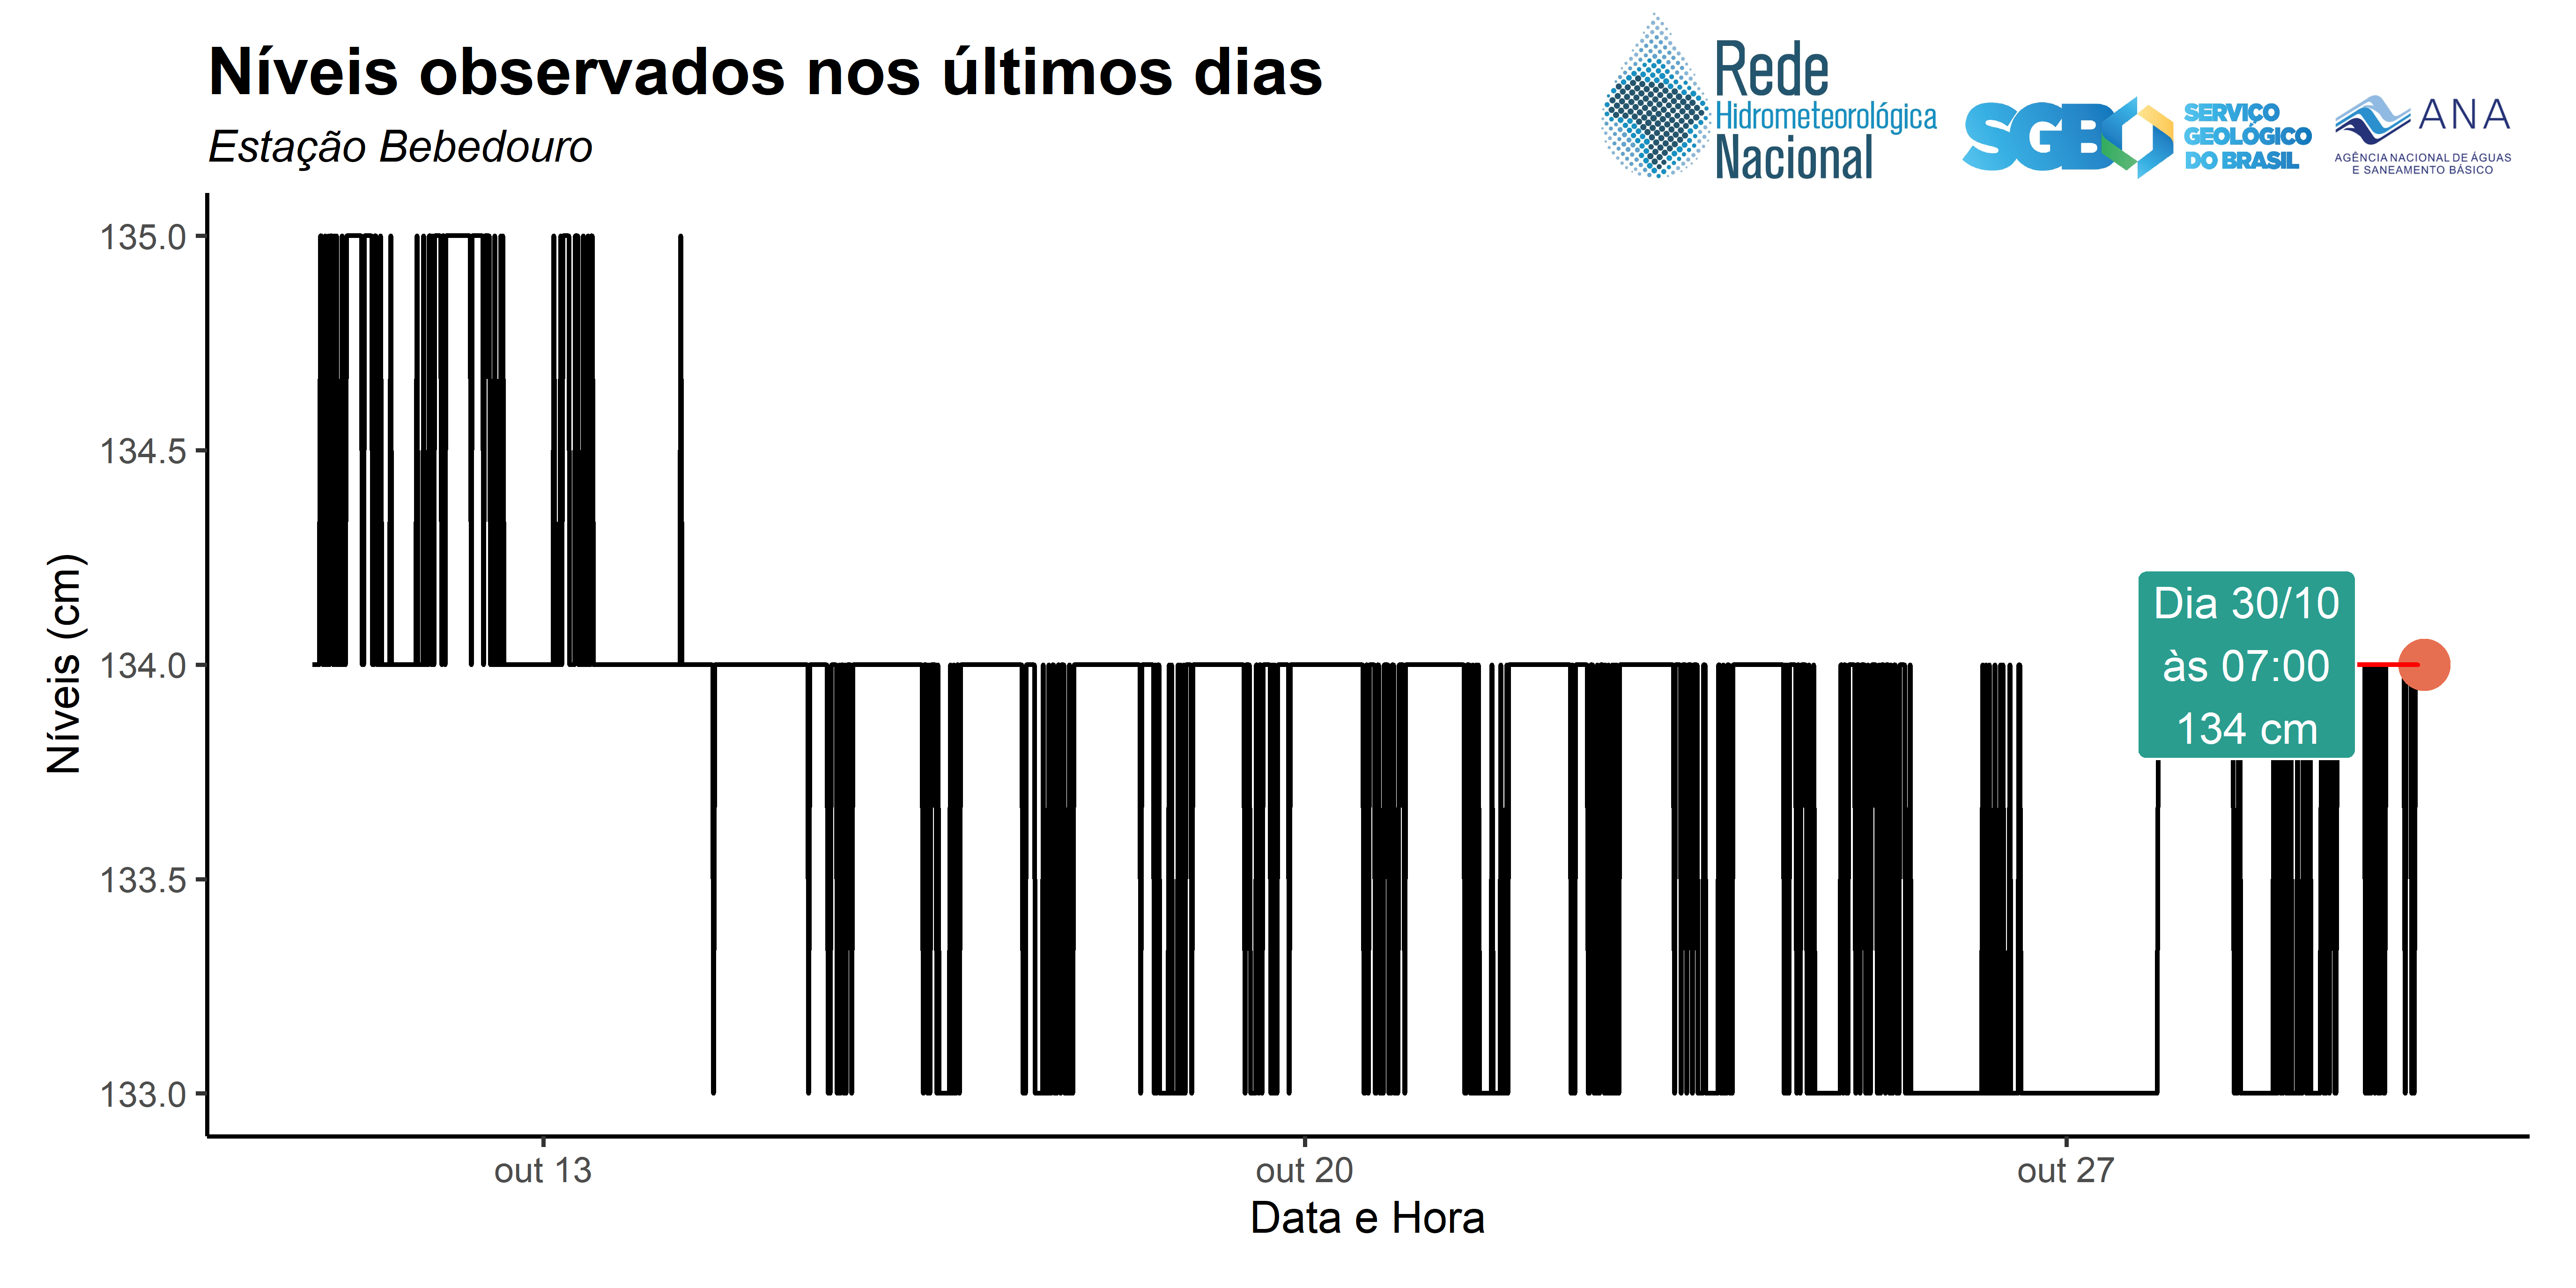 Níveis observados nos últimos dias
Estação Bebedouro
Rede
Hidrometeorológica
Nacional
SGB
SERVIÇO
GEOLÓGICO
DO BRASIL
ANA
AGÊNCIA NACIONAL DE ÁGUAS
E SANEAMENTO BÁSICO
Níveis (cm)
135.0
134.5
134.0
133.5
133.0
Dia 30/10
às 07:00
134 cm
out 13
out 20
out 27
Data e Hora